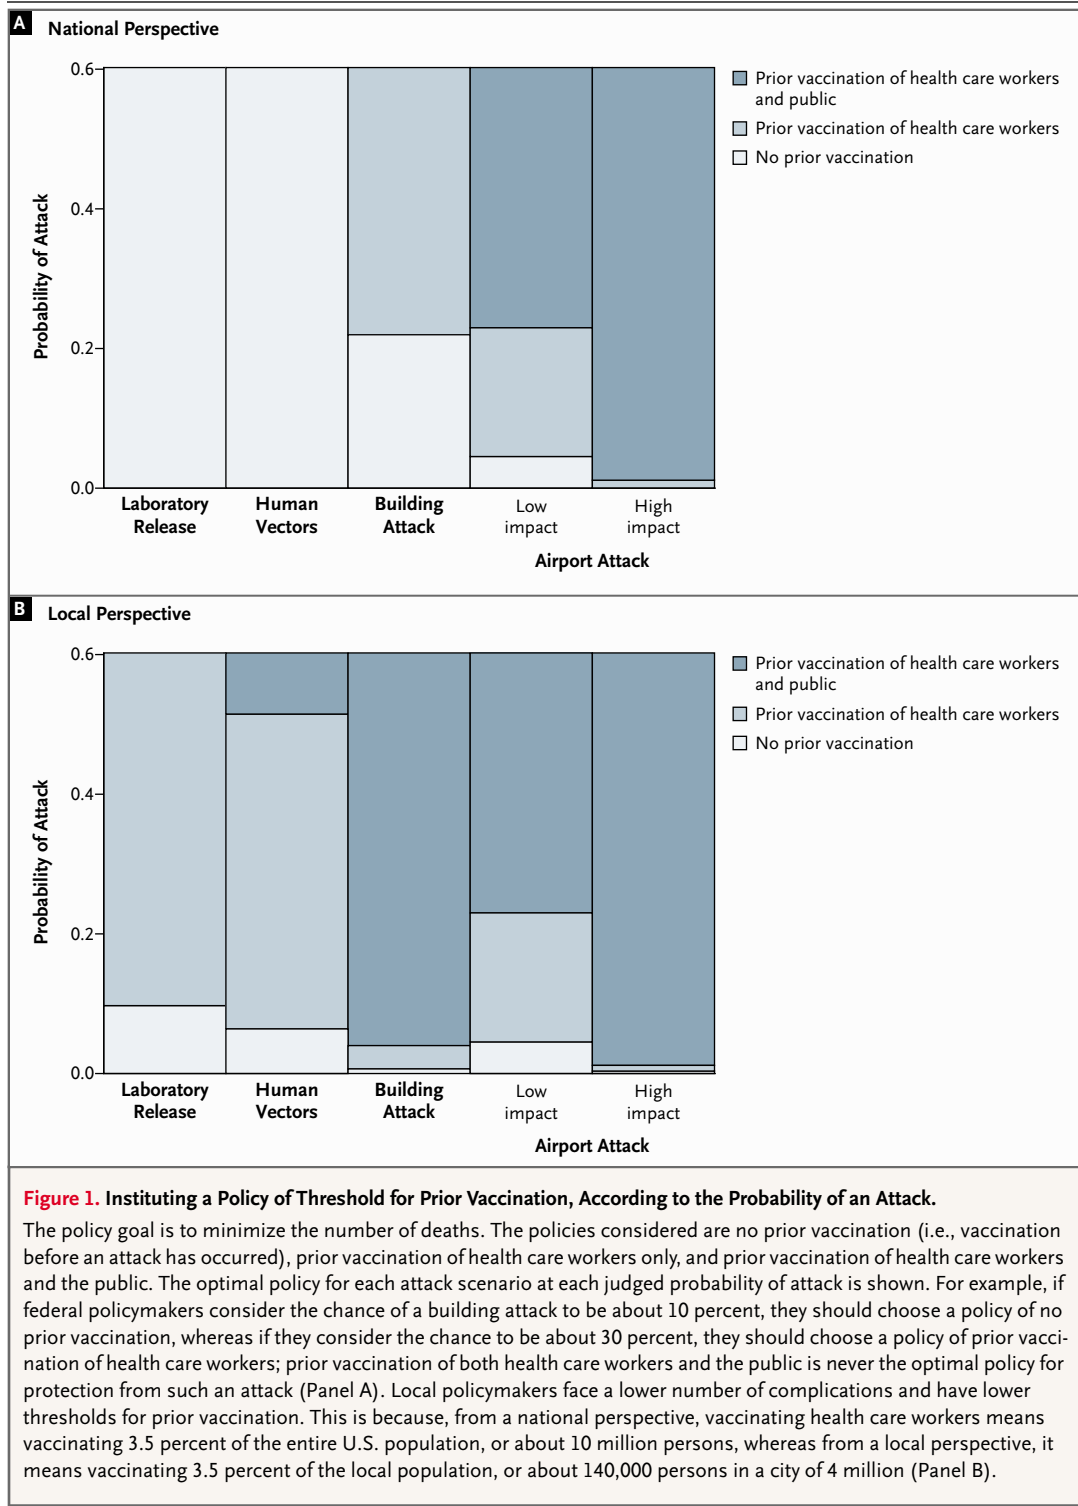 A National Perspective
0.6
0.4
0.2
0.0
Probability of Attack
Prior vaccination of health care workers
and public
Prior vaccination of health care workers
No prior vaccination
Laboratory
Release
Human
Vectors
Building
Attack
Low
impact
High
impact
Airport Attack
B Local Perspective
0.6
0.4
0.2
0.0
Probability of Attack
Prior vaccination of health care workers
and public
Prior vaccination of health care workers
No prior vaccination
Laboratory
Release
Human
Vectors
Building
Attack
Low
impact
High
impact
Airport Attack
Figure 1. Instituting a Policy of Threshold for Prior Vaccination, According to the Probability of an Attack.
The policy goal is to minimize the number of deaths. The policies considered are no prior vaccination (i.e., vaccination
before an attack has occurred), prior vaccination of health care workers only, and prior vaccination of health care workers
and the public. The optimal policy for each attack scenario at each judged probability of attack is shown. For example, if
federal policymakers consider the chance of a building attack to be about 10 percent, they should choose a policy of no
prior vaccination, whereas if they consider the chance to be about 30 percent, they should choose a policy of prior vacci-
nation of health care workers; prior vaccination of both health care workers and the public is never the optimal policy for
protection from such an attack (Panel A). Local policymakers face a lower number of complications and have lower
thresholds for prior vaccination. This is because, from a national perspective, vaccinating health care workers means
vaccinating 3.5 percent of the entire U.S. population, or about 10 million persons, whereas from a local perspective, it
means vaccinating 3.5 percent of the local population, or about 140,000 persons in a city of 4 million (Panel B).